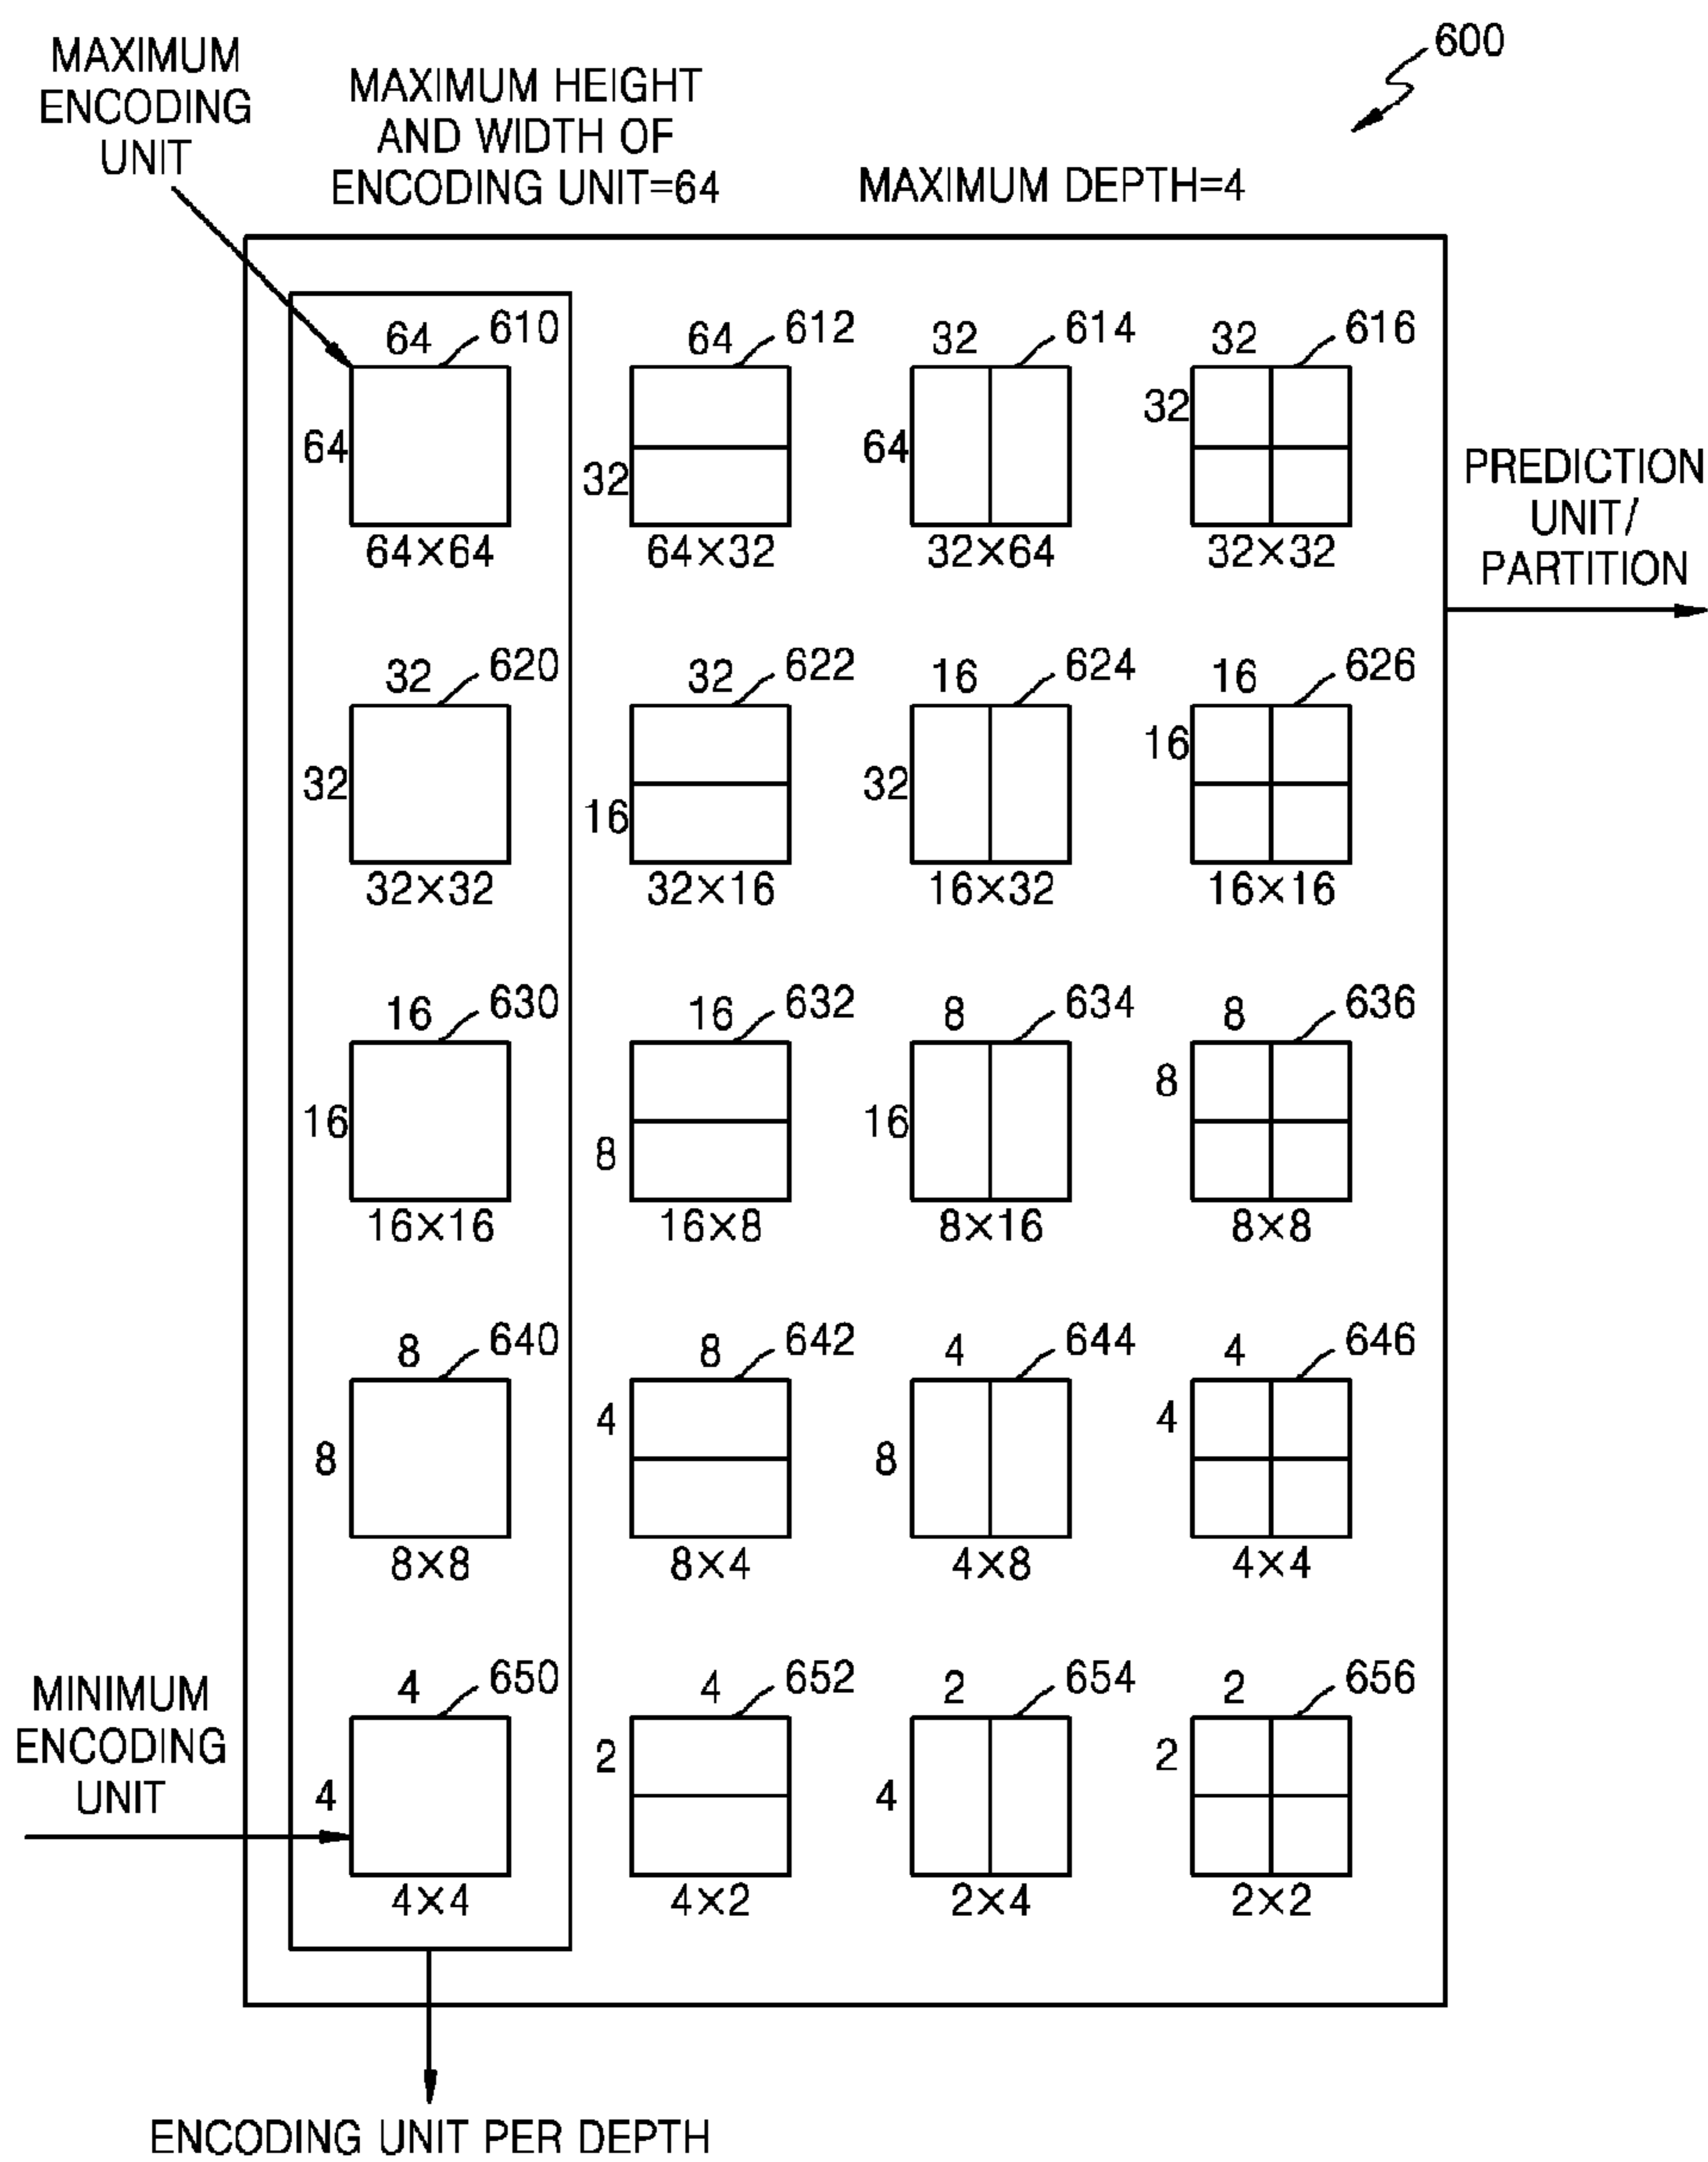 600
MAXIMUM
ENCODING
UNIT
MAXIMUM HEIGHT
AND WIDTH OF
ENCODING UNIT=64
MAXIMUM DEPTH=4
64 610 64 612 32 614 32 616
64 32 64 32
64×64 64×32 32×64 32×32
PREDICTION
UNIT/
PARTITION
32 620 32 622 16 624 16 626
32 16 32 16
32×32 32×16 16×32 16×16
16 630 16 632 8 634 8 636
16 8 16 8
16×16 16×8 8×16 8×8
8 640 8 642 4 644 4 646
8 4 8 4
8×8 8×4 4×8 4×4
MINIMUM
ENCODING
UNIT
4 650 4 652 2 654 2 656
4 2 4 2
4×4 4×2 2×4 2×2
ENCODING UNIT PER DEPTH